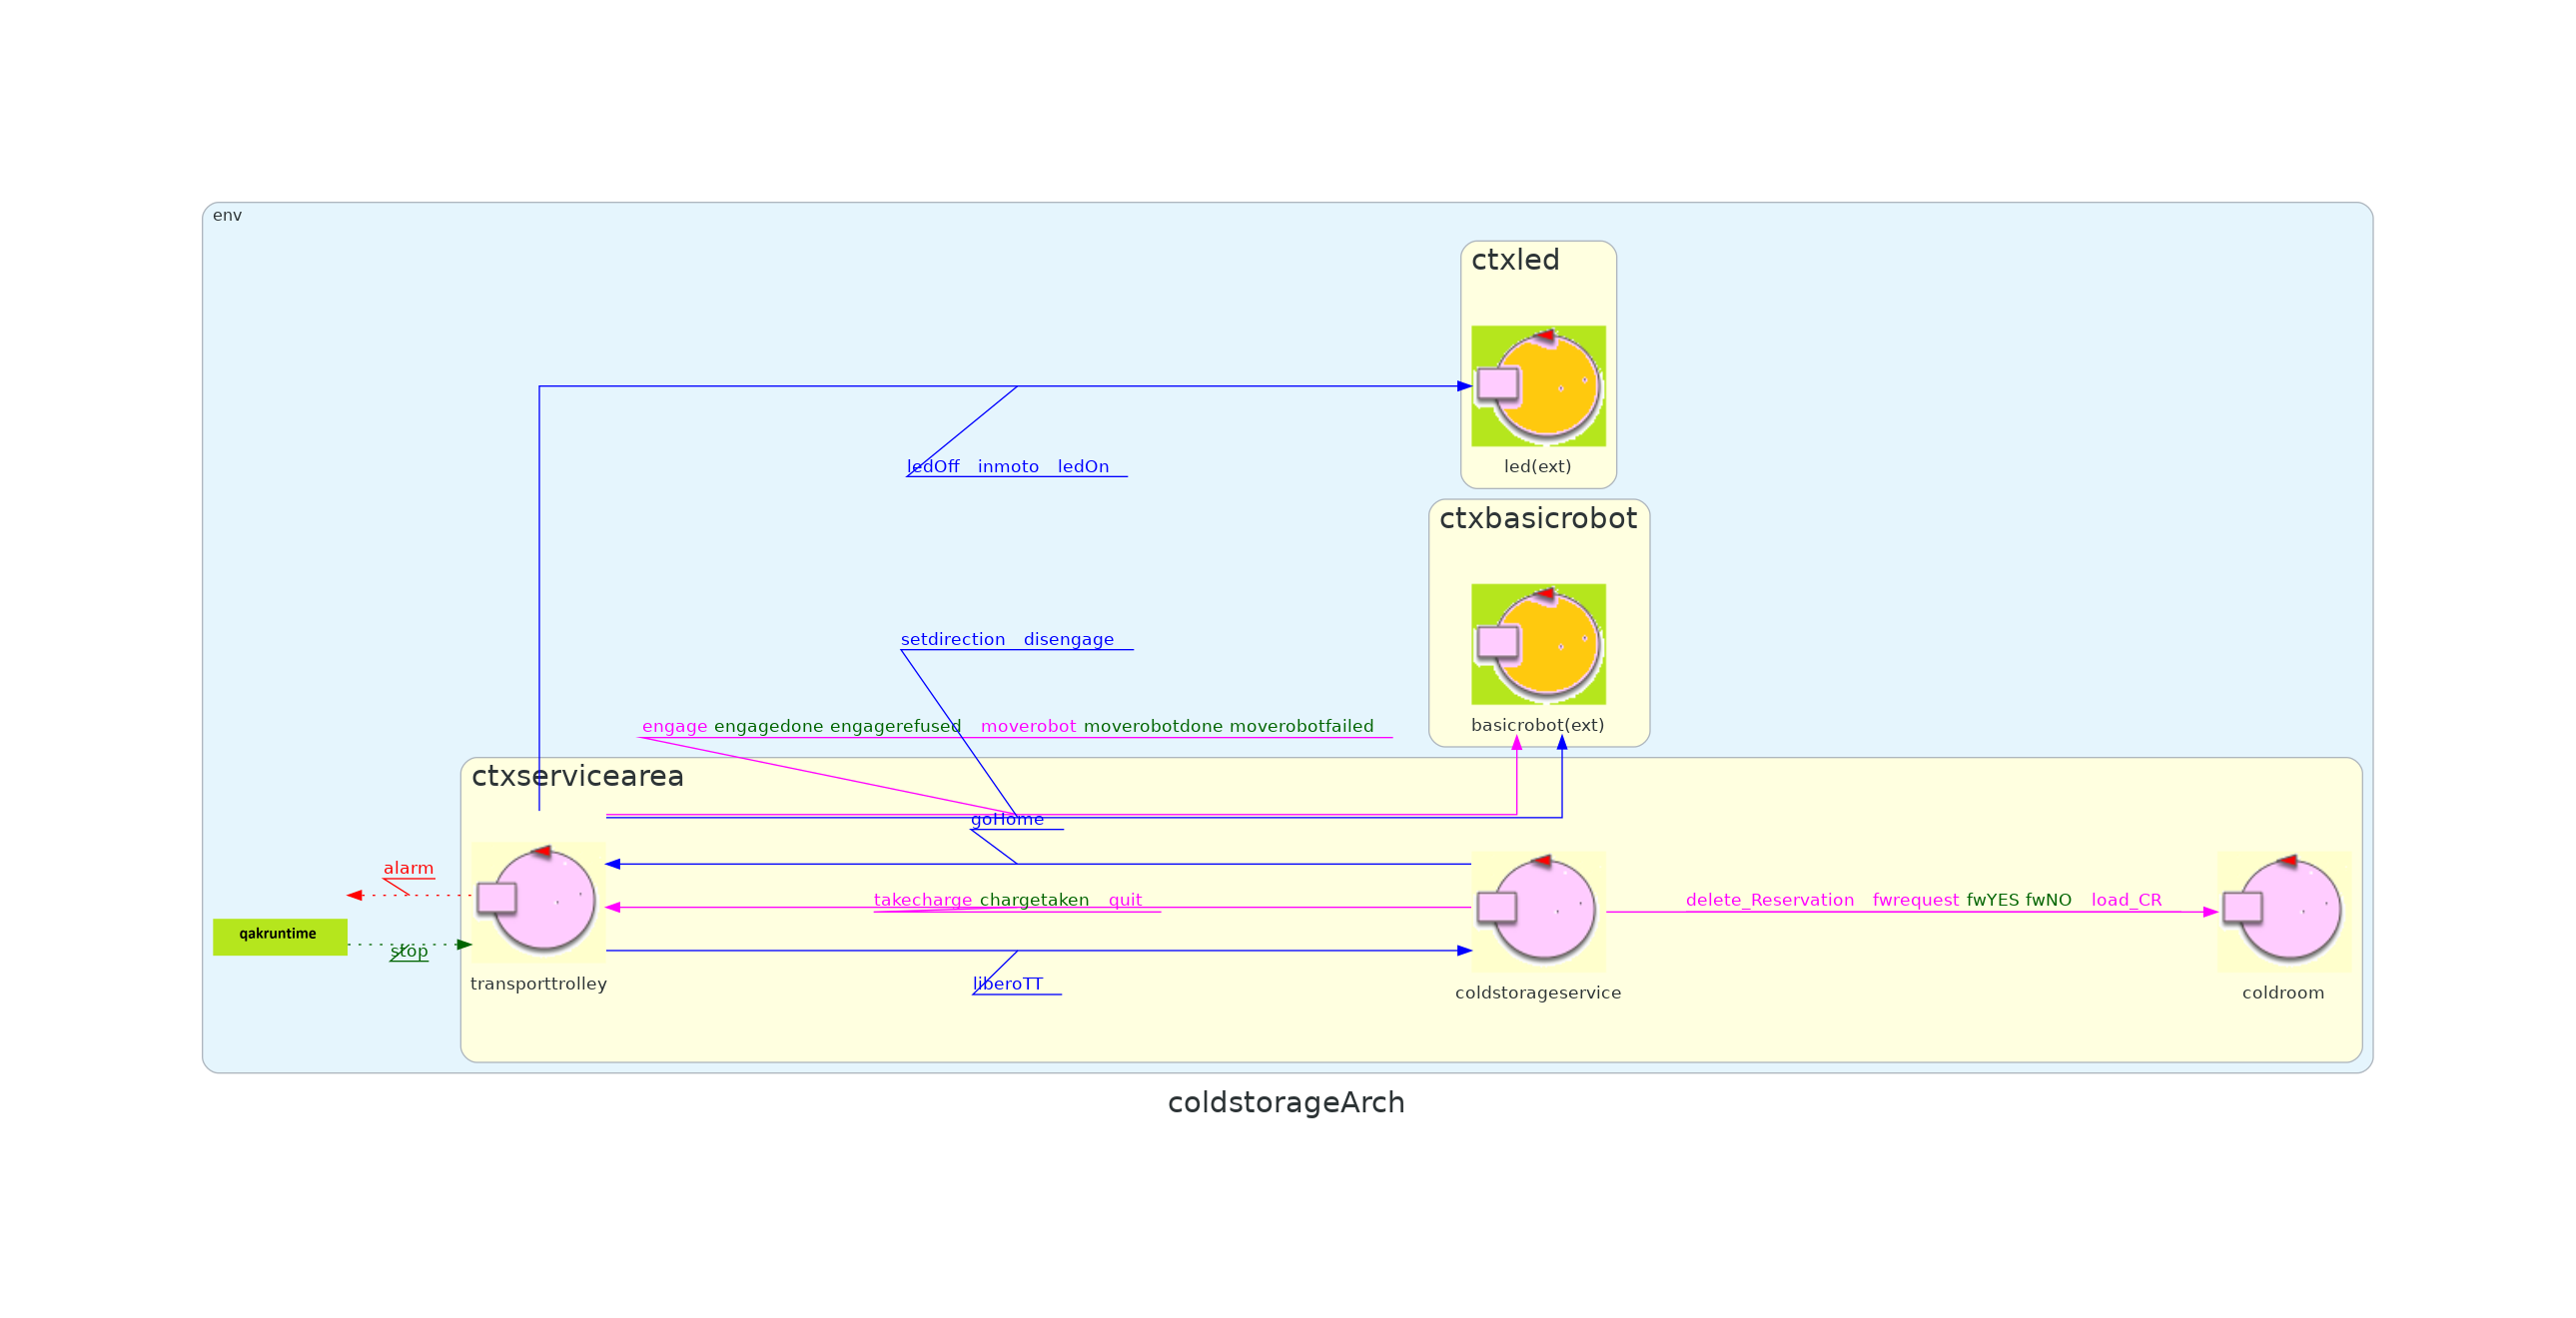 env
ctxled
ledOff inmoto ledOn
led(ext)
ctxbasicrobot
setdirection disengage
engage engagedone engagerefused moverobot moverobotdone moverobotfailed
basicrobot(ext)
ctxservicearea
goHome
alarm
takecharge chargetaken quit
delete_Reservation fwrequest fwYES fwNO load_CR
qakruntime
stop
transporttrolley
liberoTT
coldstorageservice
coldroom
coldstorageArch